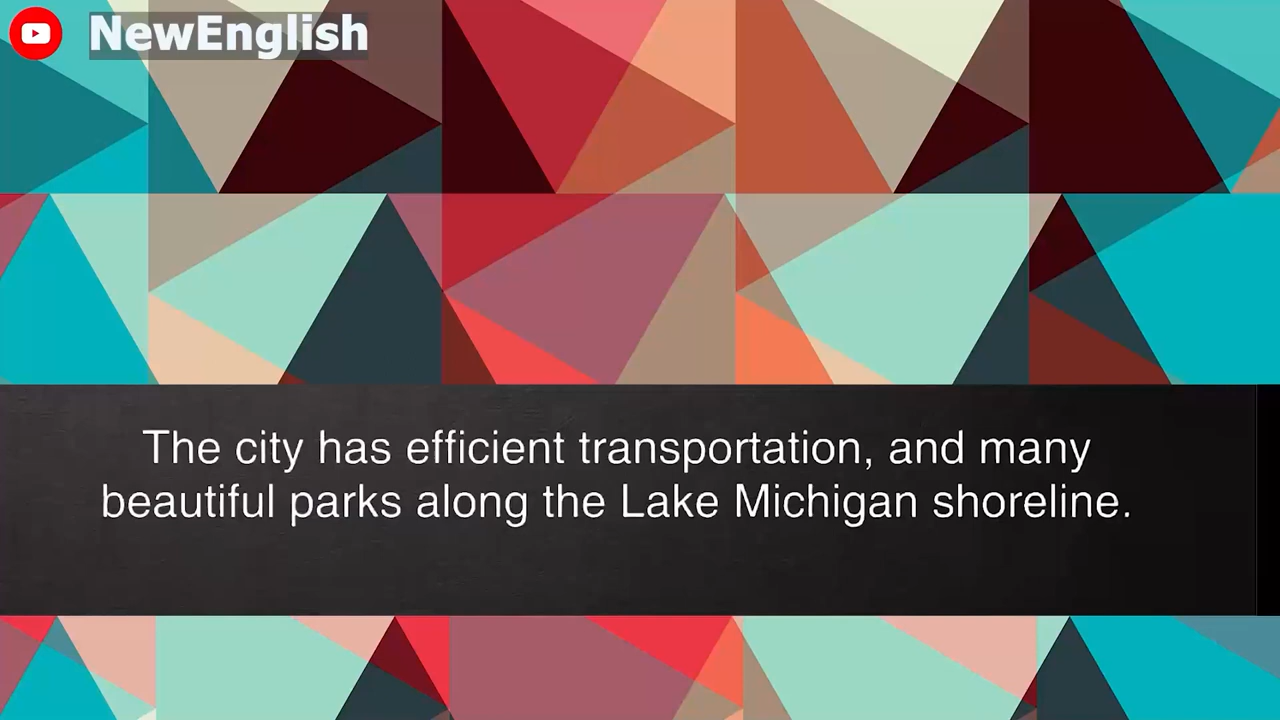 NewEnglish
The city has efficient transportation, and many
beautiful parks along the Lake Michigan shoreline.